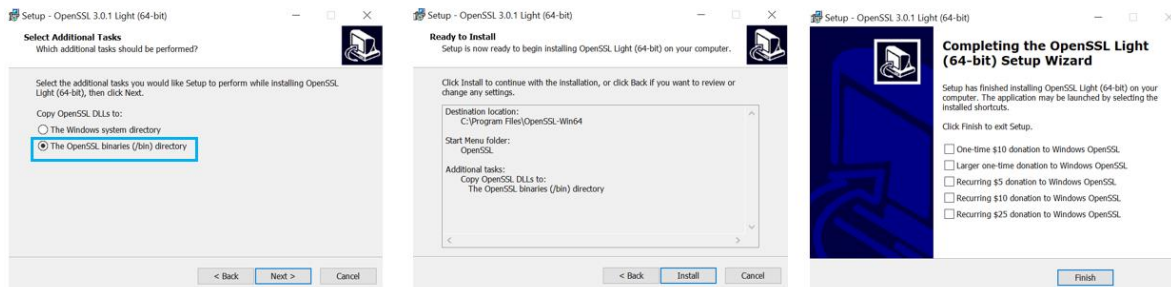 Setup - OpenSSL 3.0.1 Light (64-bit)
Select Additional Tasks
Which additional tasks should be performed?
Select the additional tasks you would like Setup to perform while installing OpenSSL
Light (64-bit), then click Next.
Copy OpenSSL DLLs to:
The Windows system directory
The OpenSSL binaries (/bin) directory
< Back Next > Cancel
Setup - OpenSSL 3.0.1 Light (64-bit)
Ready to Install
Setup is now ready to begin installing OpenSSL Light (64-bit) on your computer.
Click Install to continue with the installation, or click Back if you want to review or
change any settings.
Destination location:
C:\Program Files\OpenSSL-Win64
Start Menu folder:
OpenSSL
Additional tasks:
Copy OpenSSL DLLs to:
The OpenSSL binaries (/bin) directory
< Back Install Cancel
Setup - OpenSSL 3.0.1 Light (64-bit)
Completing the OpenSSL Light
(64-bit) Setup Wizard
Setup has finished installing OpenSSL Light (64-bit) on your
computer. The application may be launched by selecting the
installed shortcuts.
Click Finish to exit Setup.
One-time $10 donation to Windows OpenSSL
Larger one-time donation to Windows OpenSSL
Recurring $5 donation to Windows OpenSSL
Recurring $10 donation to Windows OpenSSL
Recurring $25 donation to Windows OpenSSL
Finish